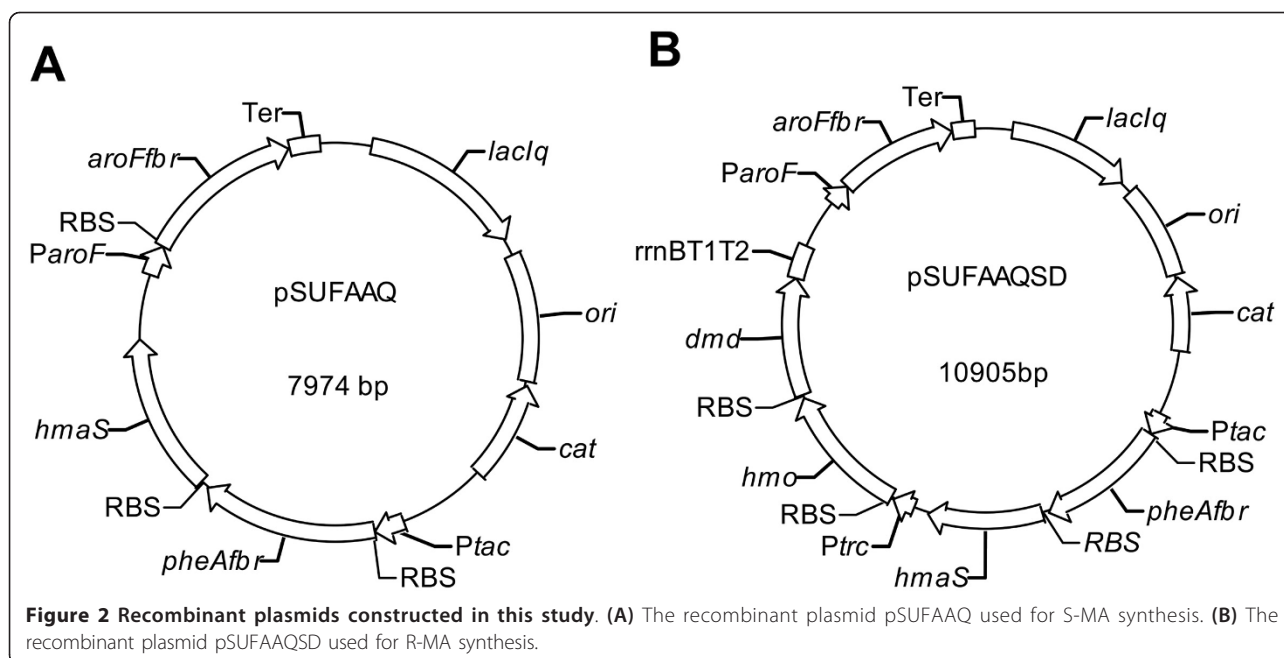 A
Ter
aroFfbr
lacIq
RBS
ParoF
pSUFAAQ
ori
7974 bp
hmaS
cat
RBS
Ptac
pheAfbr
RBS
B
Ter
aroFfbr
lacIq
ParoF
ori
rrnBT1T2
pSUFAAQSD
cat
dmd
10905bp
RBS
Ptac
RBS
hmo
pheAfbr
RBS
RBS
Ptrc
hmaS
Figure 2 Recombinant plasmids constructed in this study. (A) The recombinant plasmid pSUFAAQ used for S-MA synthesis. (B) The
recombinant plasmid pSUFAAQSD used for R-MA synthesis.